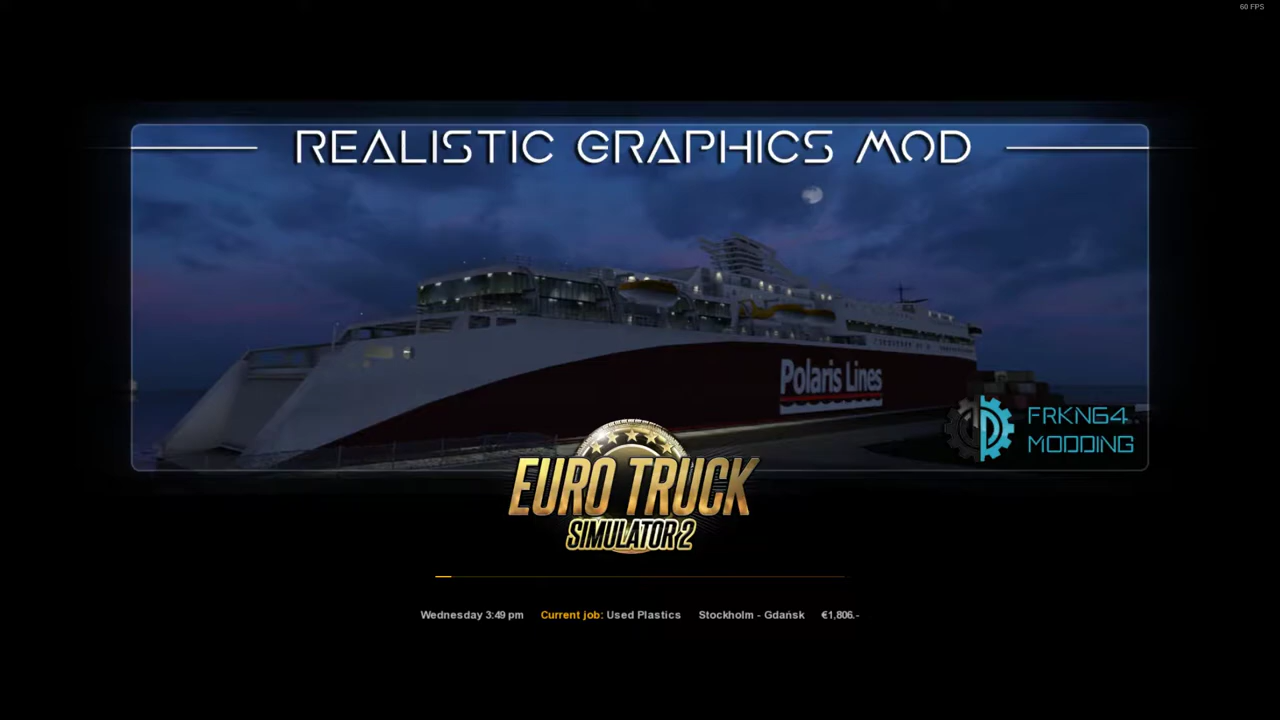 60 FPS
REALISTIC GRAPHICS MOD
Polaris Lines
FRKN64
MODDING
EURO TRUCK
SIMULATOR 2
Wednesday 3:49 pm Current job: Used Plastics Stockholm - Gdańsk €1,806.-